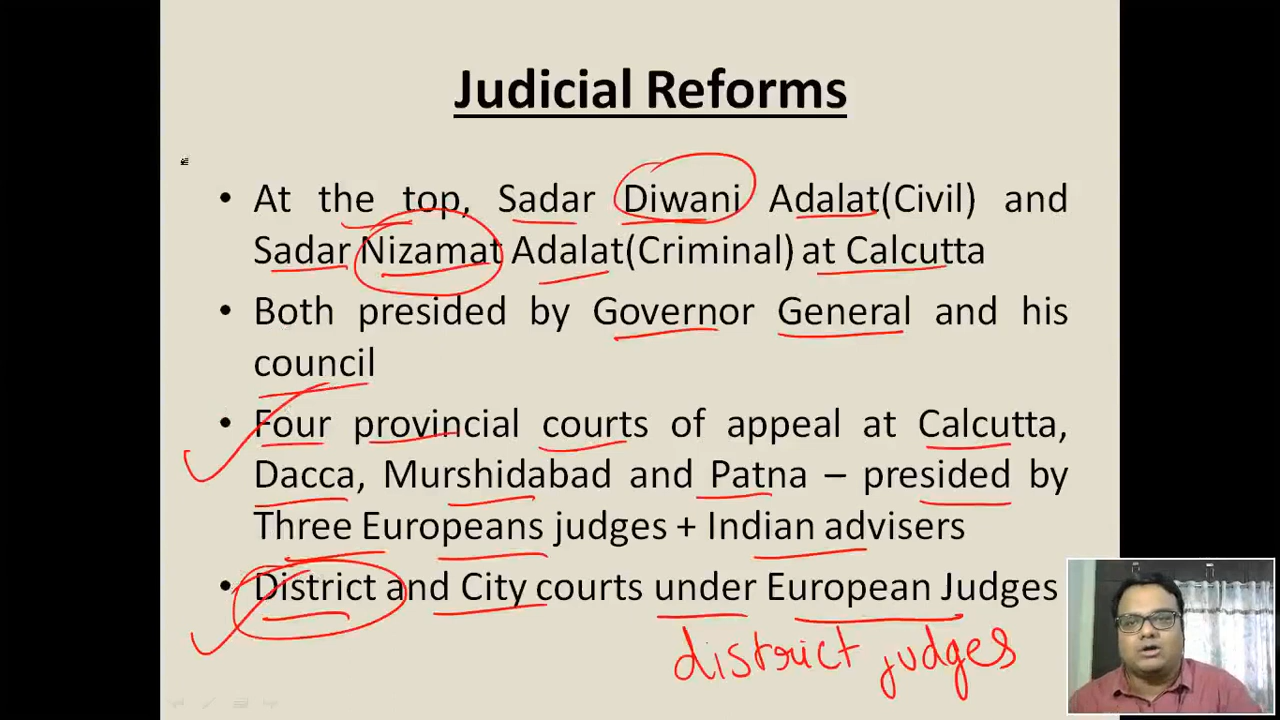 Judicial Reforms
• At the top, Sadar Diwani Adalat(Civil) and
Sadar Nizamat Adalat(Criminal) at Calcutta
• Both presided by Governor General and his
council
• Four provincial courts of appeal at Calcutta,
Dacca, Murshidabad and Patna – presided by
Three Europeans judges + Indian advisers
• District and City courts under European Judges
district judges